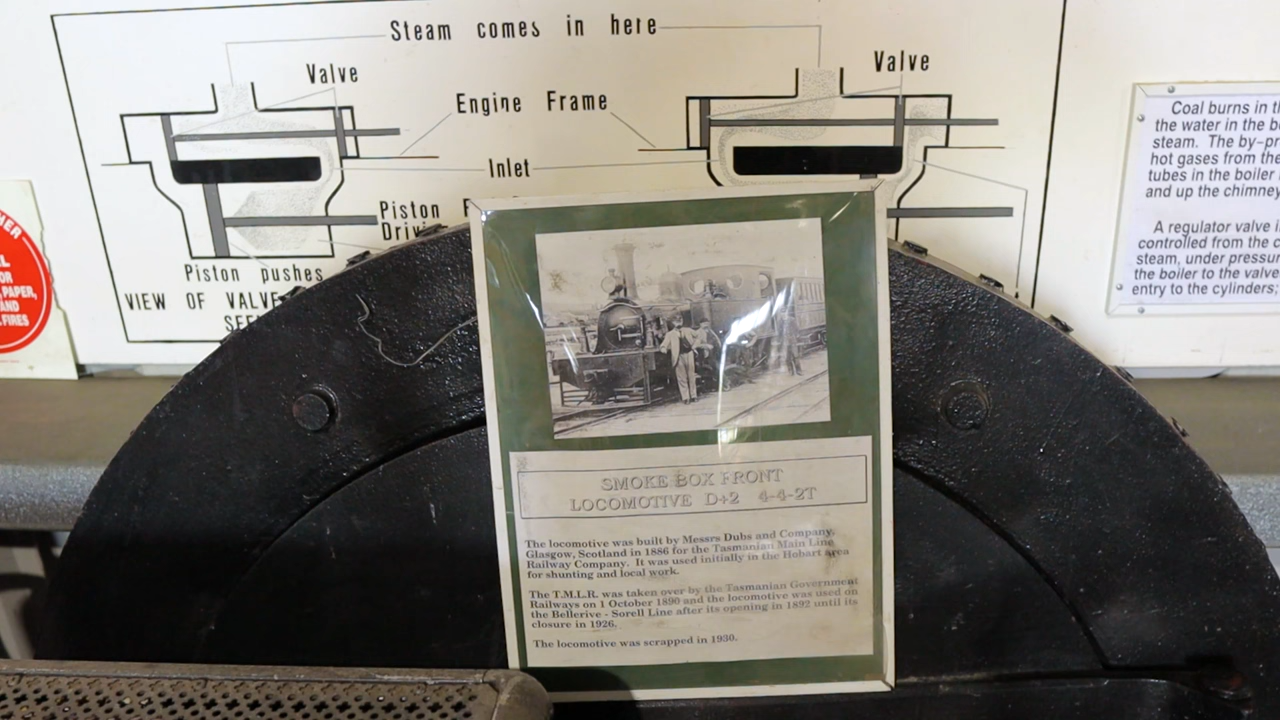 Steam comes in here
Valve
Valve
Engine Frame
Inlet
Piston
Piston pushes
VIEW OF VALVE
Coal burns in
the water in the
steam. The by-
hot gases from the
tubes in the boiler
and up the chimney
A regulator valve
controlled from the
steam, under
the boiler to the
entry to the cylinders;
PAPER,
FIRES
SMOKE BOX FRONT
LOCOMOTIVE D+2 4-4-2T
The locomotive was built by Messrs Dubs and Company,
Glasgow, Scotland in 1886 for the Tasmanian Main Line
Railway Company. It was used initially in the Hobart area
for shunting and local work.
The T.M.L.R. was taken over by the Tasmanian Government
Railways on 1 October 1890 and the locomotive was used on
the Bellerive - Sorell Line after its opening in 1892 until its
closure in 1926.
The locomotive was scrapped in 1930.